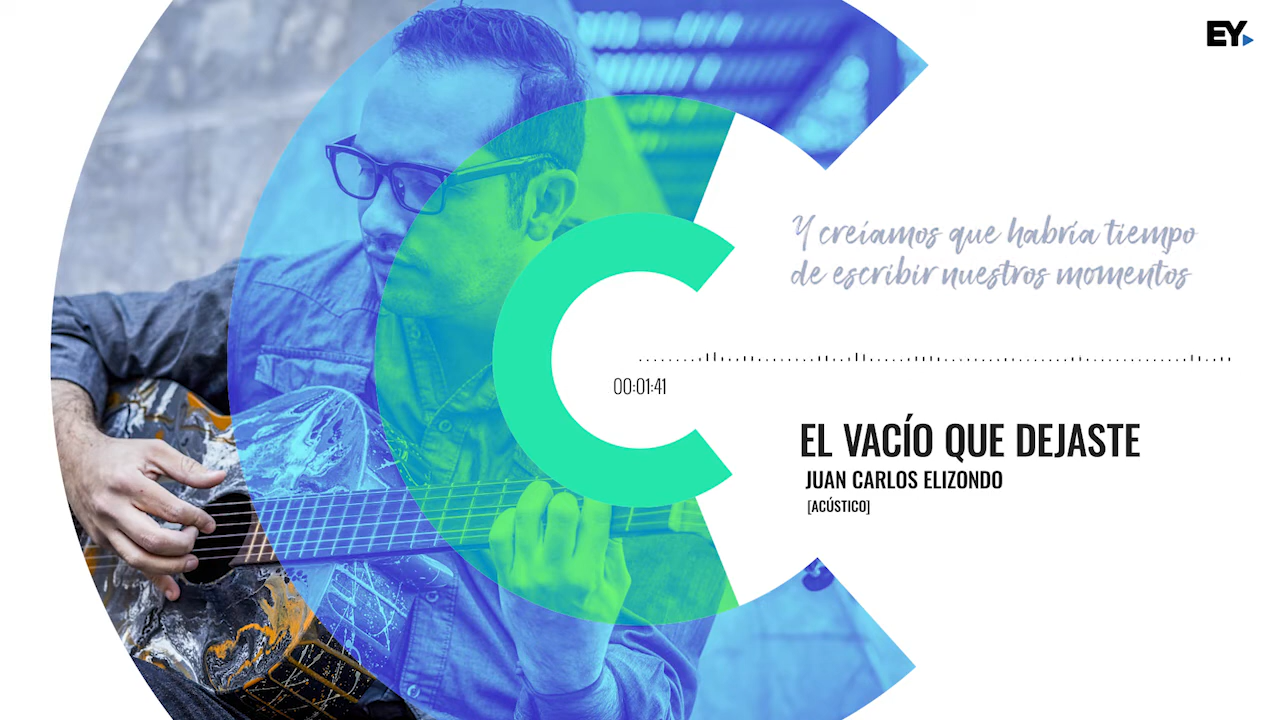 EY
Y creíamos que habría tiempo
de escribir nuestros momentos
00:01:41
EL VACÍO QUE DEJASTE
JUAN CARLOS ELIZONDO
[ACÚSTICO]